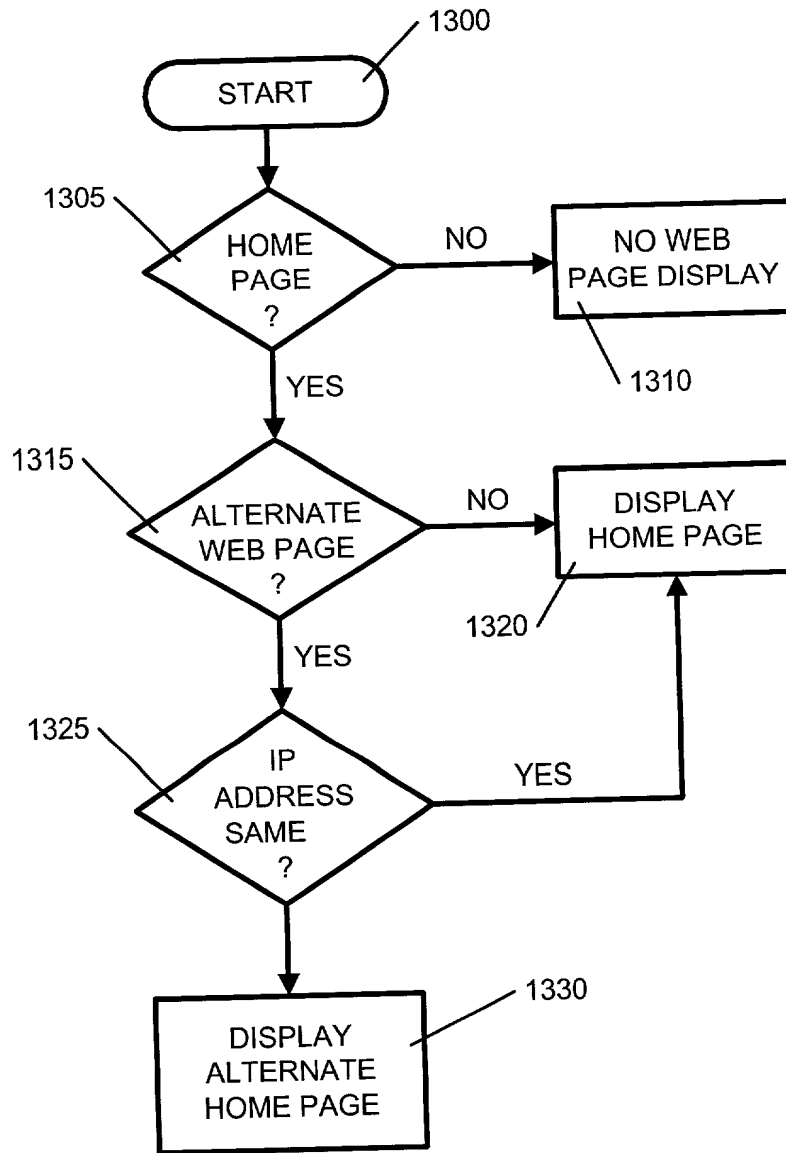 1300
START
1305
HOME
PAGE
?
NO
NO WEB
PAGE DISPLAY
1310
YES
1315
ALTERNATE
WEB PAGE
?
NO
DISPLAY
HOME PAGE
1320
YES
1325
IP
ADDRESS
SAME
?
YES
1330
DISPLAY
ALTERNATE
HOME PAGE